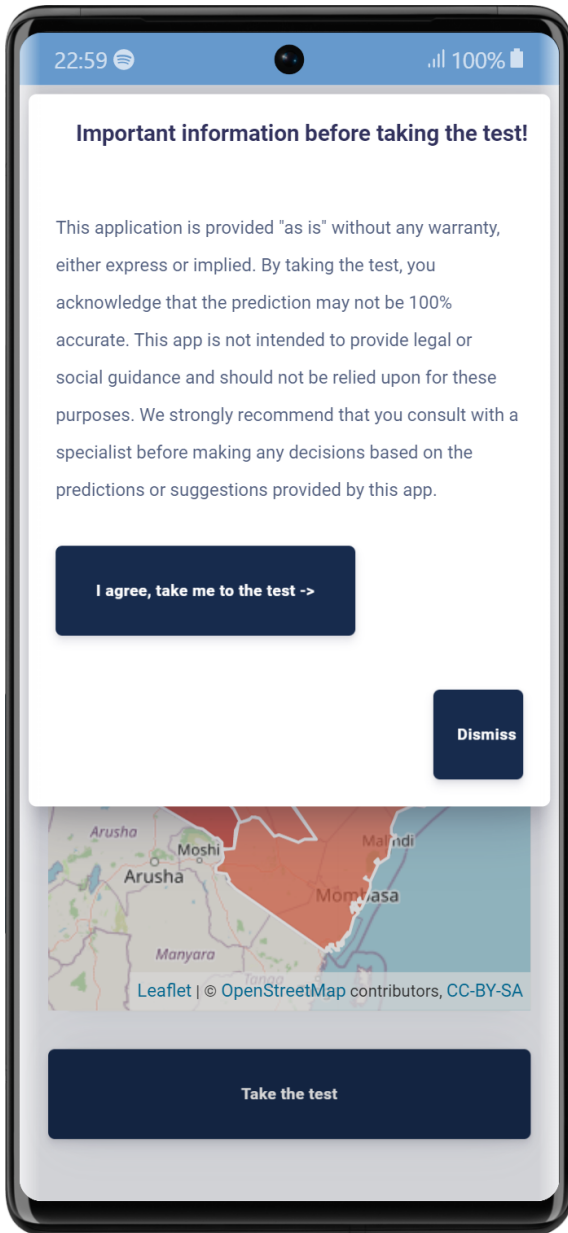 22:59 100%
Important information before taking the test!
This application is provided "as is" without any warranty,
either express or implied. By taking the test, you
acknowledge that the prediction may not be 100%
accurate. This app is not intended to provide legal or
social guidance and should not be relied upon for these
purposes. We strongly recommend that you consult with a
specialist before making any decisions based on the
predictions or suggestions provided by this app.
I agree, take me to the test ->
Dismiss
Arusha
Moshi
Malindi
Arusha
Mombasa
Manyara
Tanga
Leaflet | © OpenStreetMap contributors, CC-BY-SA
Take the test